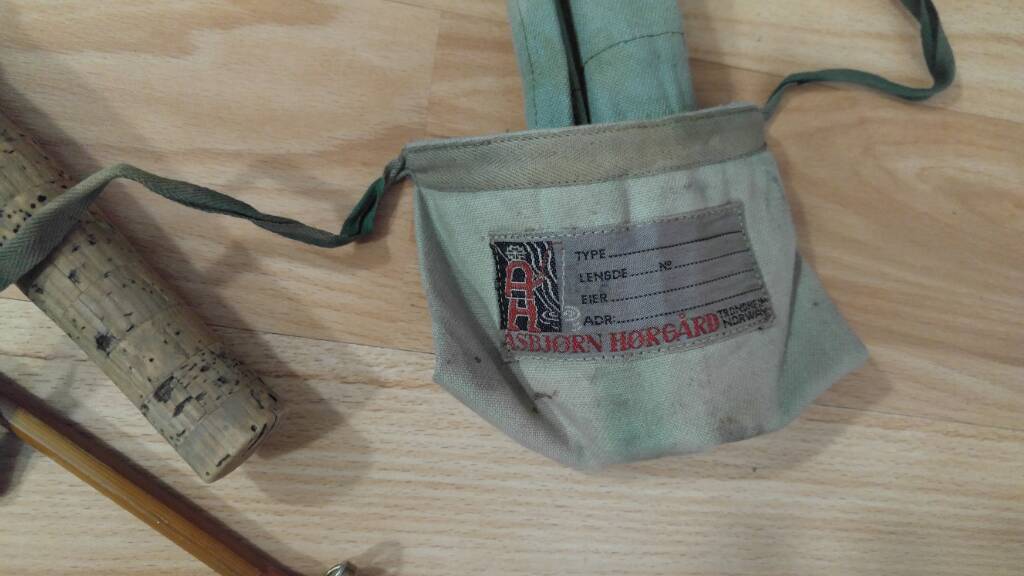 AH
TYPE
LENGDE Nº
EIER
ADR:
ASBJØRN HØRGÅRD
TRONDHEIM
NORWAY